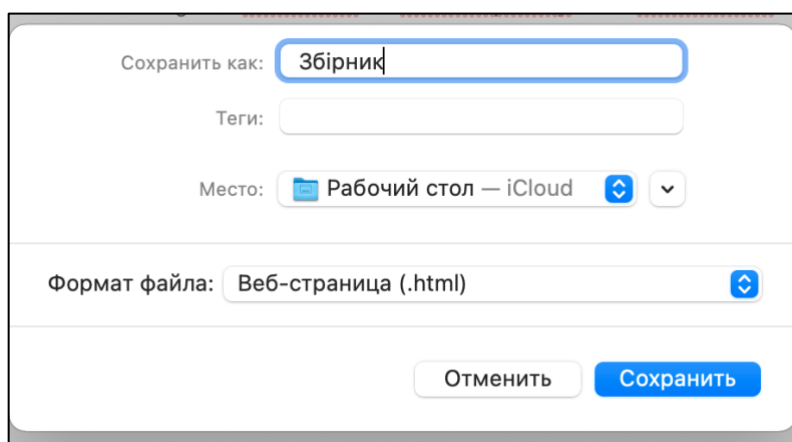 Сохранить как: Збірник
Теги:
Место: Рабочий стол — iCloud
Формат файла: Веб-страница (.html)
Отменить Сохранить